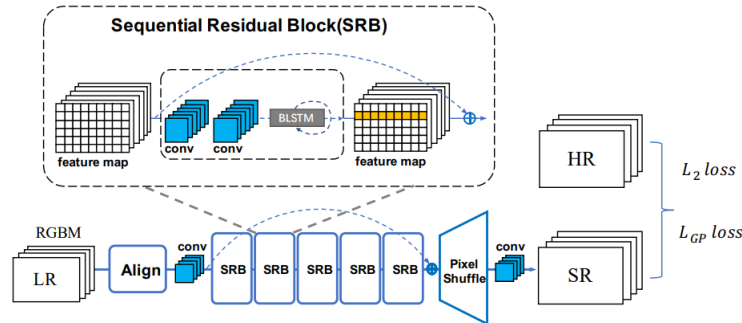 Sequential Residual Block(SRB)
BLSTM
conv
conv
feature map
feature map
HR
L₂ loss
L_GP loss
RGBM
LR
Align
conv
SRB
SRB
SRB
SRB
SRB
Pixel
Shuffle
conv
SR